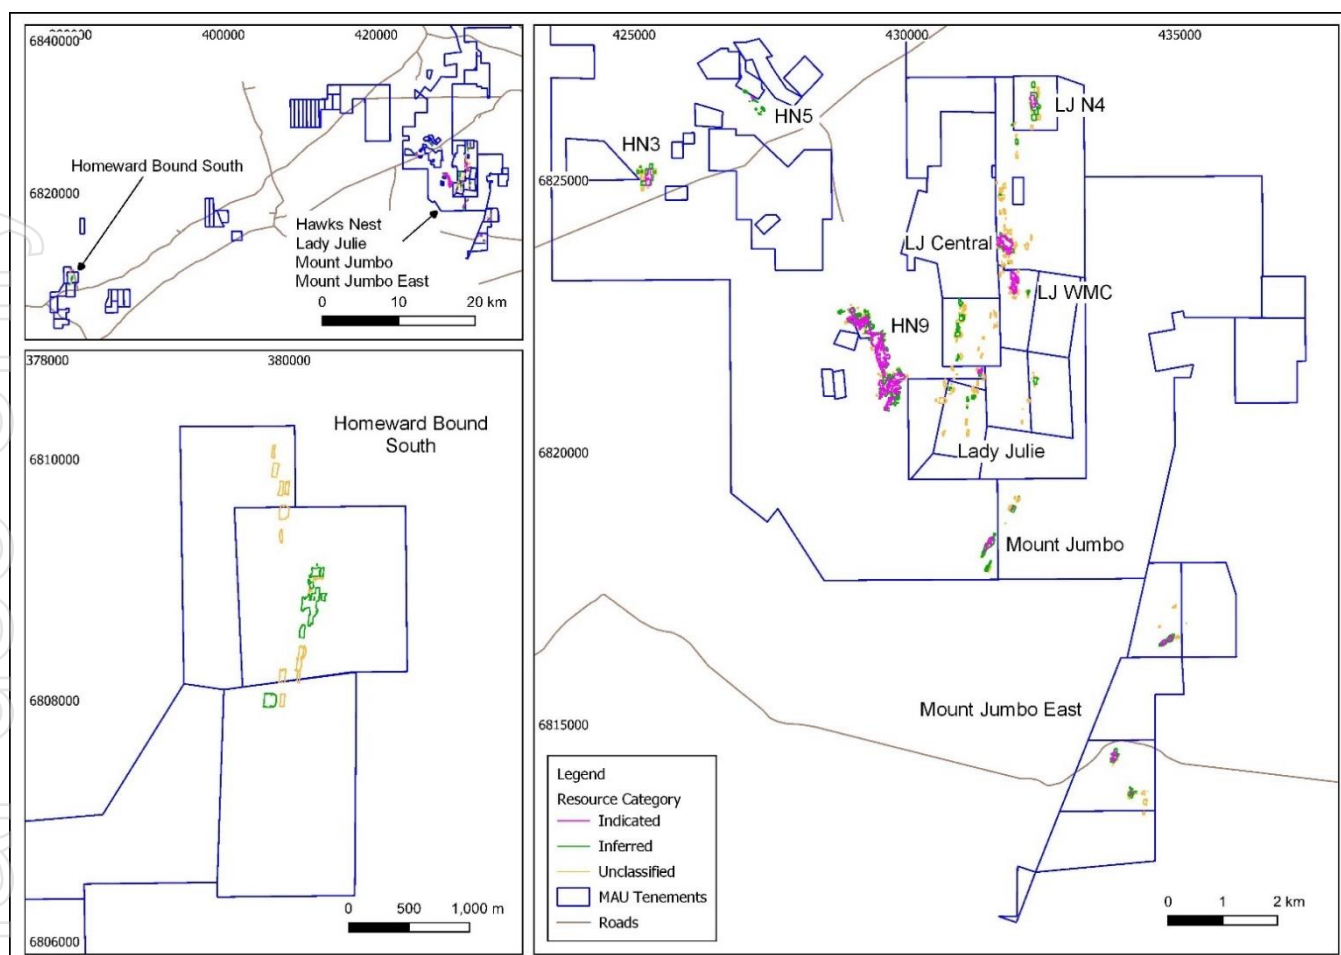 6840000
400000
420000
Homeward Bound South
6820000
Hawks Nest
Lady Julie
Mount Jumbo
Mount Jumbo East
0 10 20 km
378000
380000
Homeward Bound
South
6810000
6808000
0 500 1,000 m
6806000
425000
430000
435000
LJ N4
HN5
HN3
6825000
LJ Central
LJ WMC
HN9
6820000
Lady Julie
Mount Jumbo
Mount Jumbo East
6815000
Legend
Resource Category
Indicated
Inferred
Unclassified
MAU Tenements
Roads
0 1 2 km